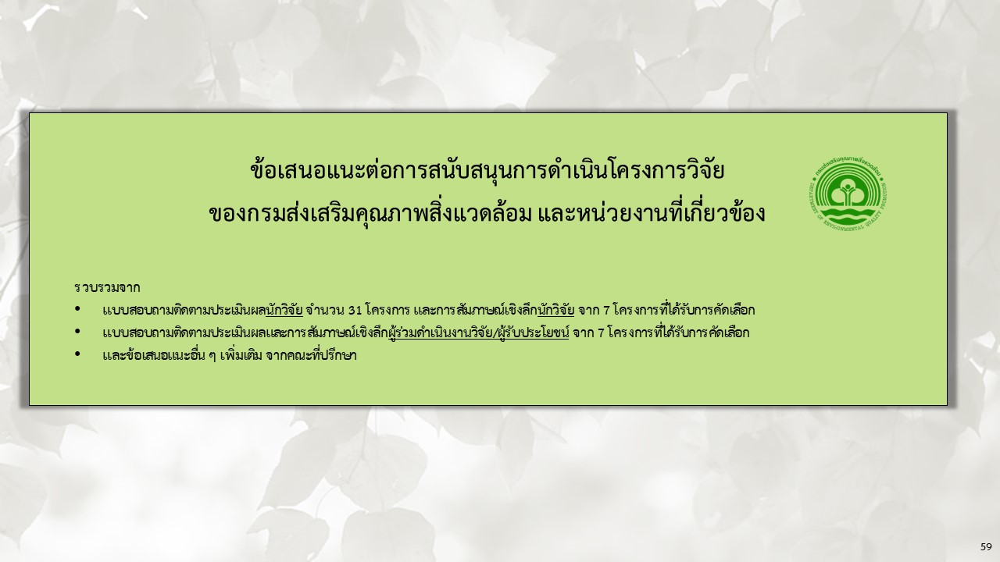 ข้อเสนอแนะต่อการสนับสนุนการดำเนินโครงการวิจัย
ของกรมส่งเสริมคุณภาพสิ่งแวดล้อม และหน่วยงานที่เกี่ยวข้อง
กรมส่งเสริมคุณภาพสิ่งแวดล้อม
DEPARTMENT OF ENVIRONMENTAL QUALITY PROMOTION
รวบรวมจาก
• แบบสอบถามติดตามประเมินผลนักวิจัย จำนวน 31 โครงการ และการสัมภาษณ์เชิงลึกนักวิจัย จาก 7 โครงการที่ได้รับการคัดเลือก
• แบบสอบถามติดตามประเมินผลและการสัมภาษณ์เชิงลึกผู้ร่วมดำเนินงานวิจัย/ผู้รับประโยชน์ จาก 7 โครงการที่ได้รับการคัดเลือก
• และข้อเสนอแนะอื่น ๆ เพิ่มเติม จากคณะที่ปรึกษา
59